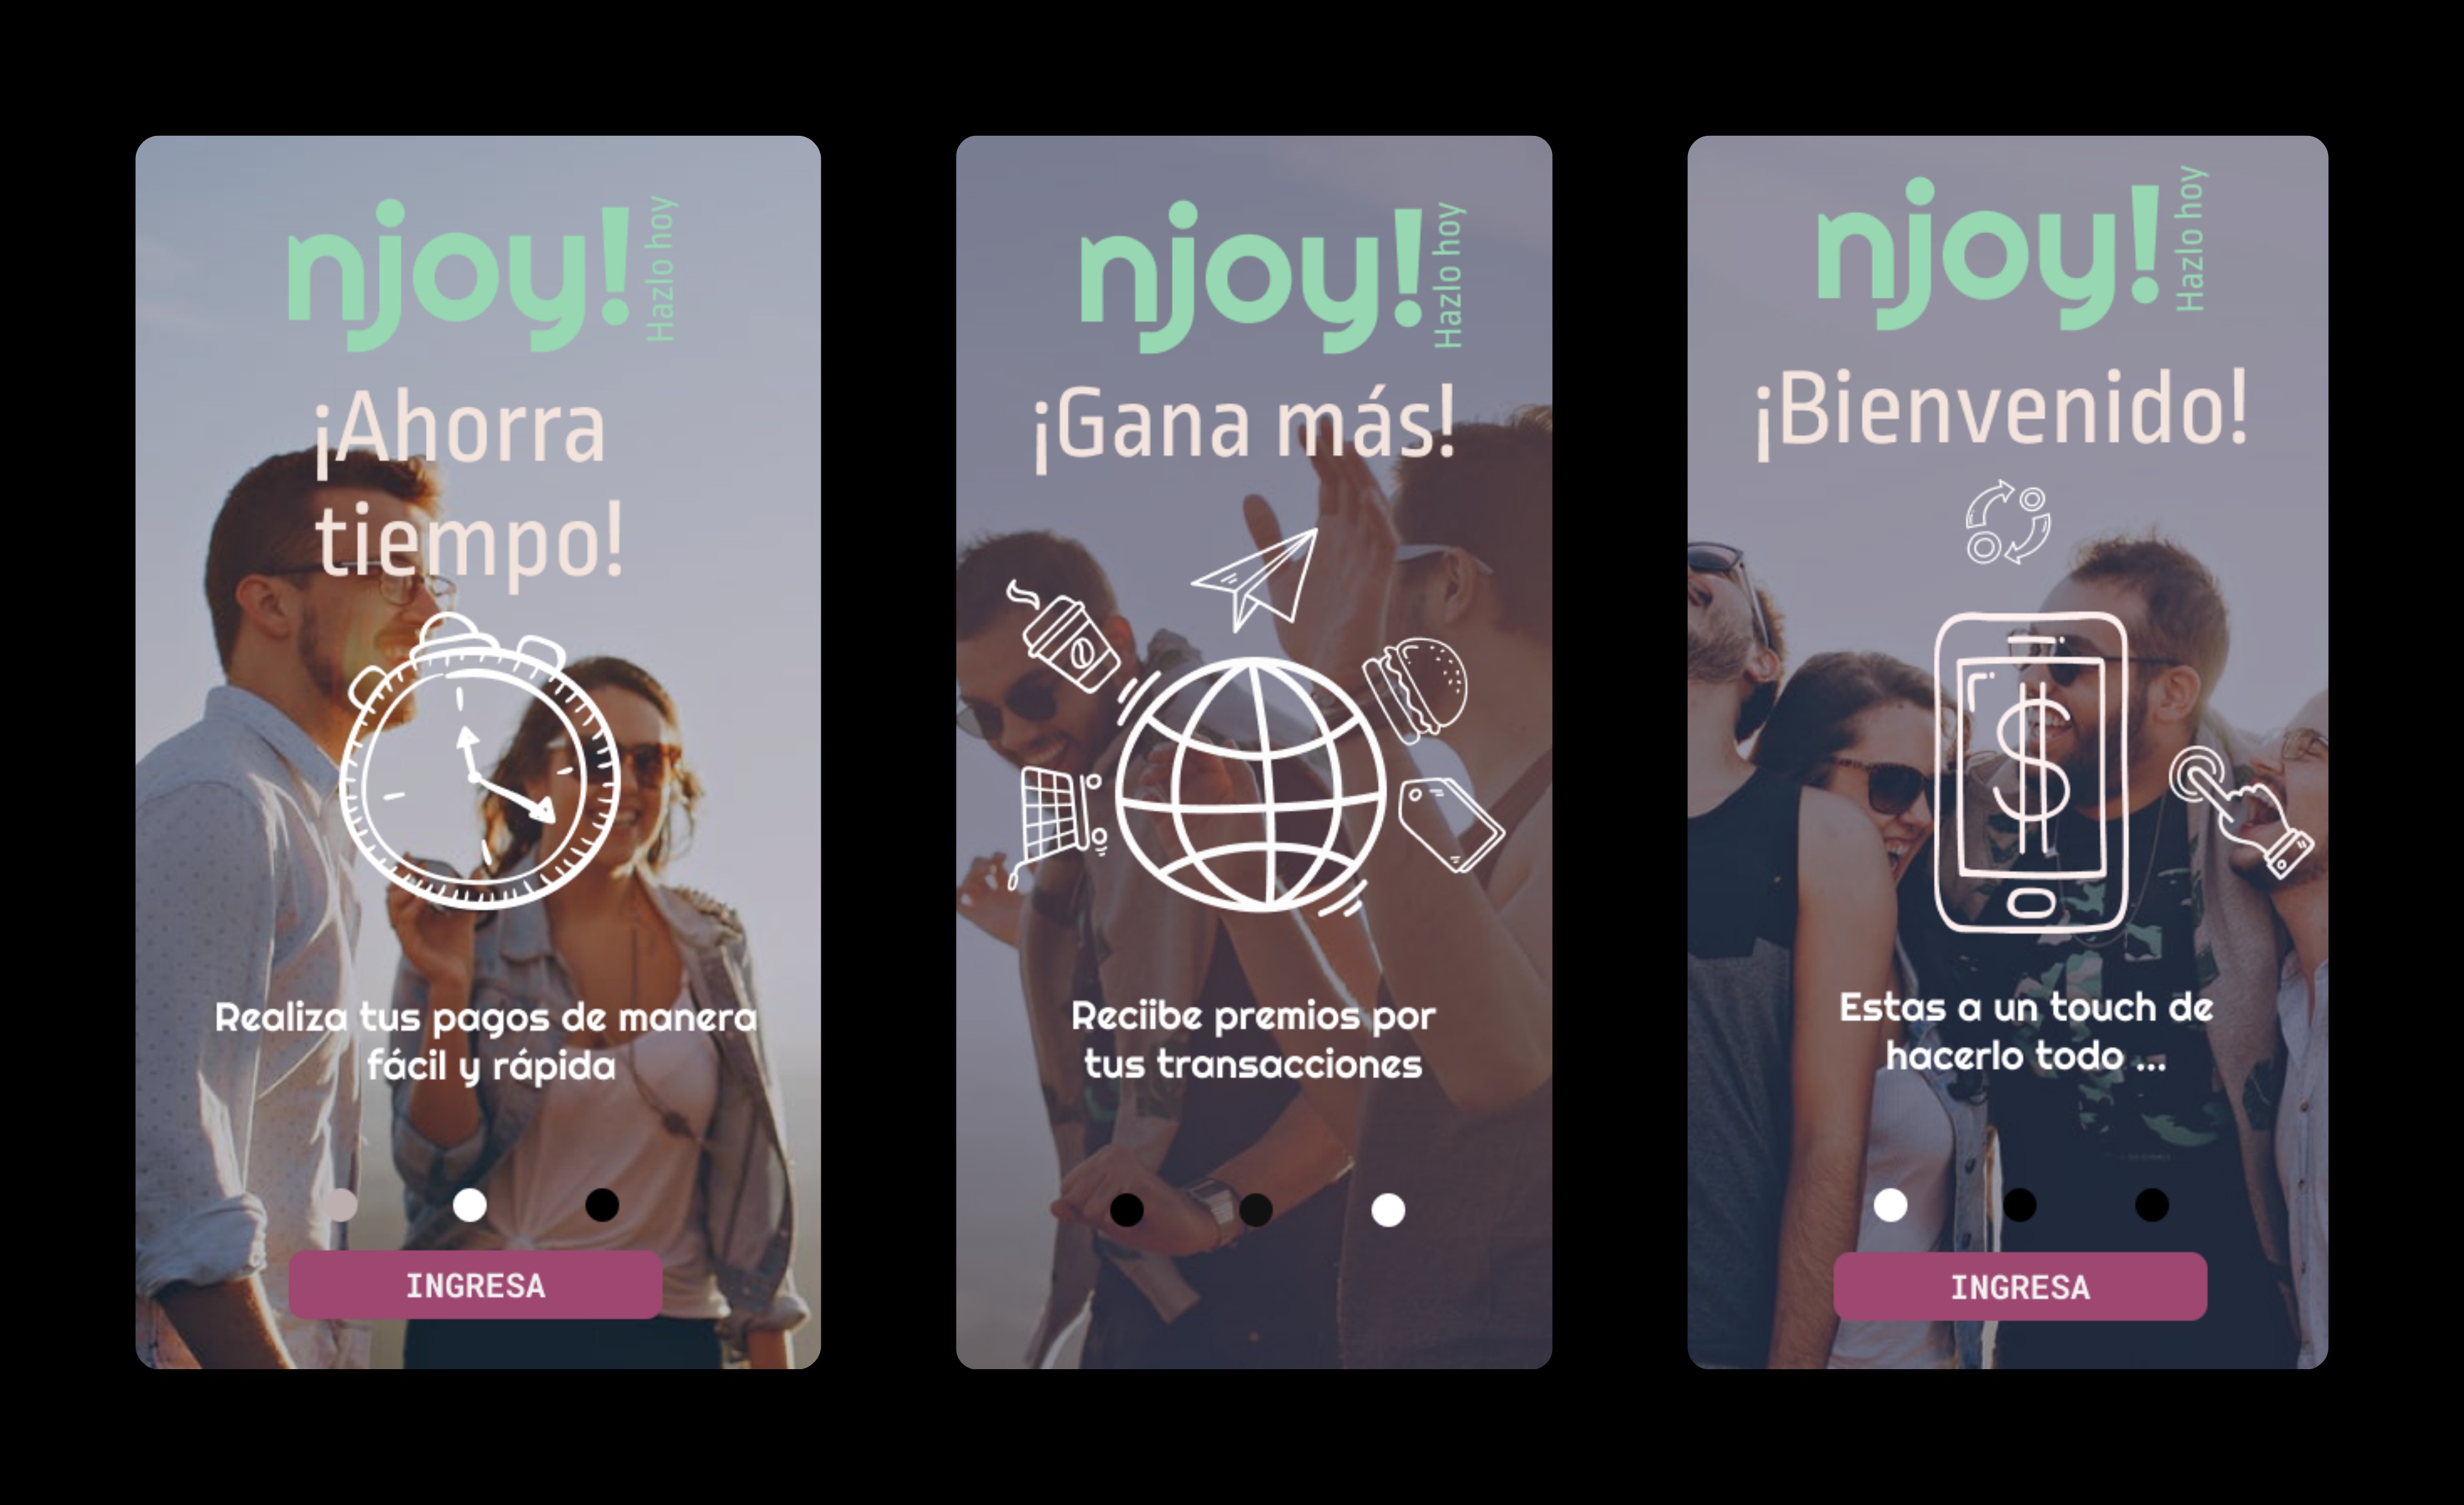 njoy!
Hazlo hoy
¡Ahorra
tiempo!
Realiza tus pagos de manera
fácil y rápida
INGRESA
njoy!
Hazlo hoy
¡Gana más!
Reciibe premios por
tus transacciones
njoy!
Hazlo hoy
¡Bienvenido!
Estas a un touch de
hacerlo todo ...
INGRESA